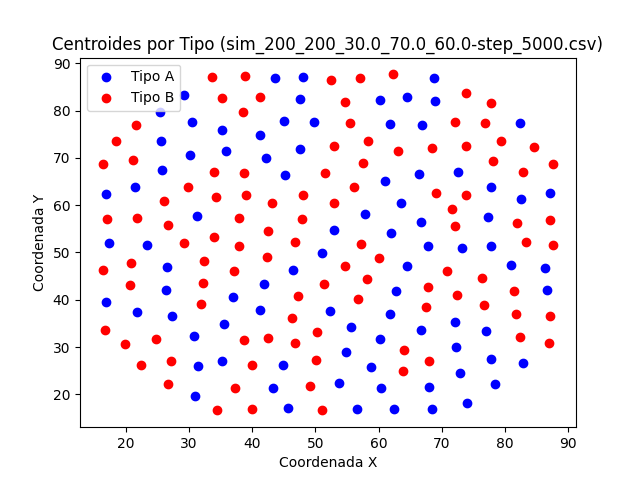 Centroides por Tipo (sim_200_200_30.0_70.0_60.0-step_5000.csv)
90
80
70
60
50
40
30
20
Coordenada Y
Tipo A
Tipo B
20 30 40 50 60 70 80 90
Coordenada X